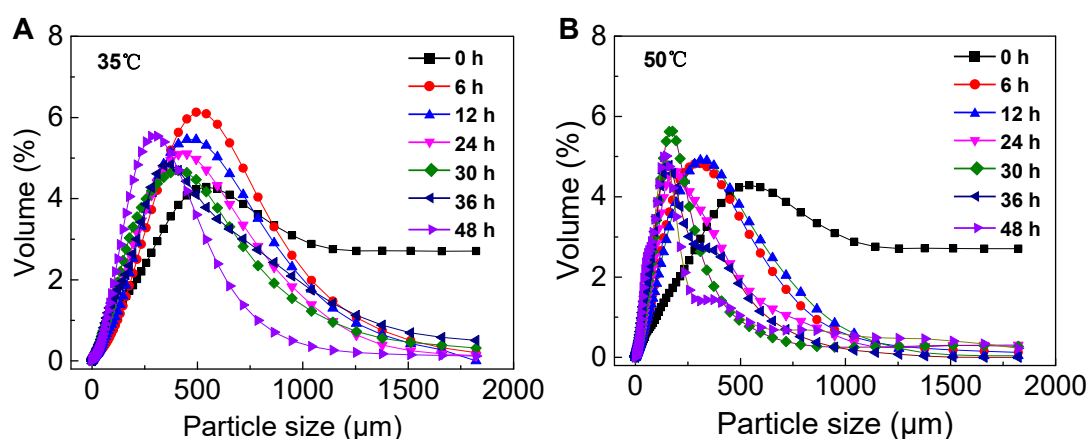 A
35℃
0 h
6 h
12 h
24 h
30 h
36 h
48 h
8
6
4
2
0
Volume (%)
0 500 1000 1500 2000
Particle size (μm)
B
50℃
0 h
6 h
12 h
24 h
30 h
36 h
48 h
8
6
4
2
0
Volume (%)
0 500 1000 1500 2000
Particle size (μm)